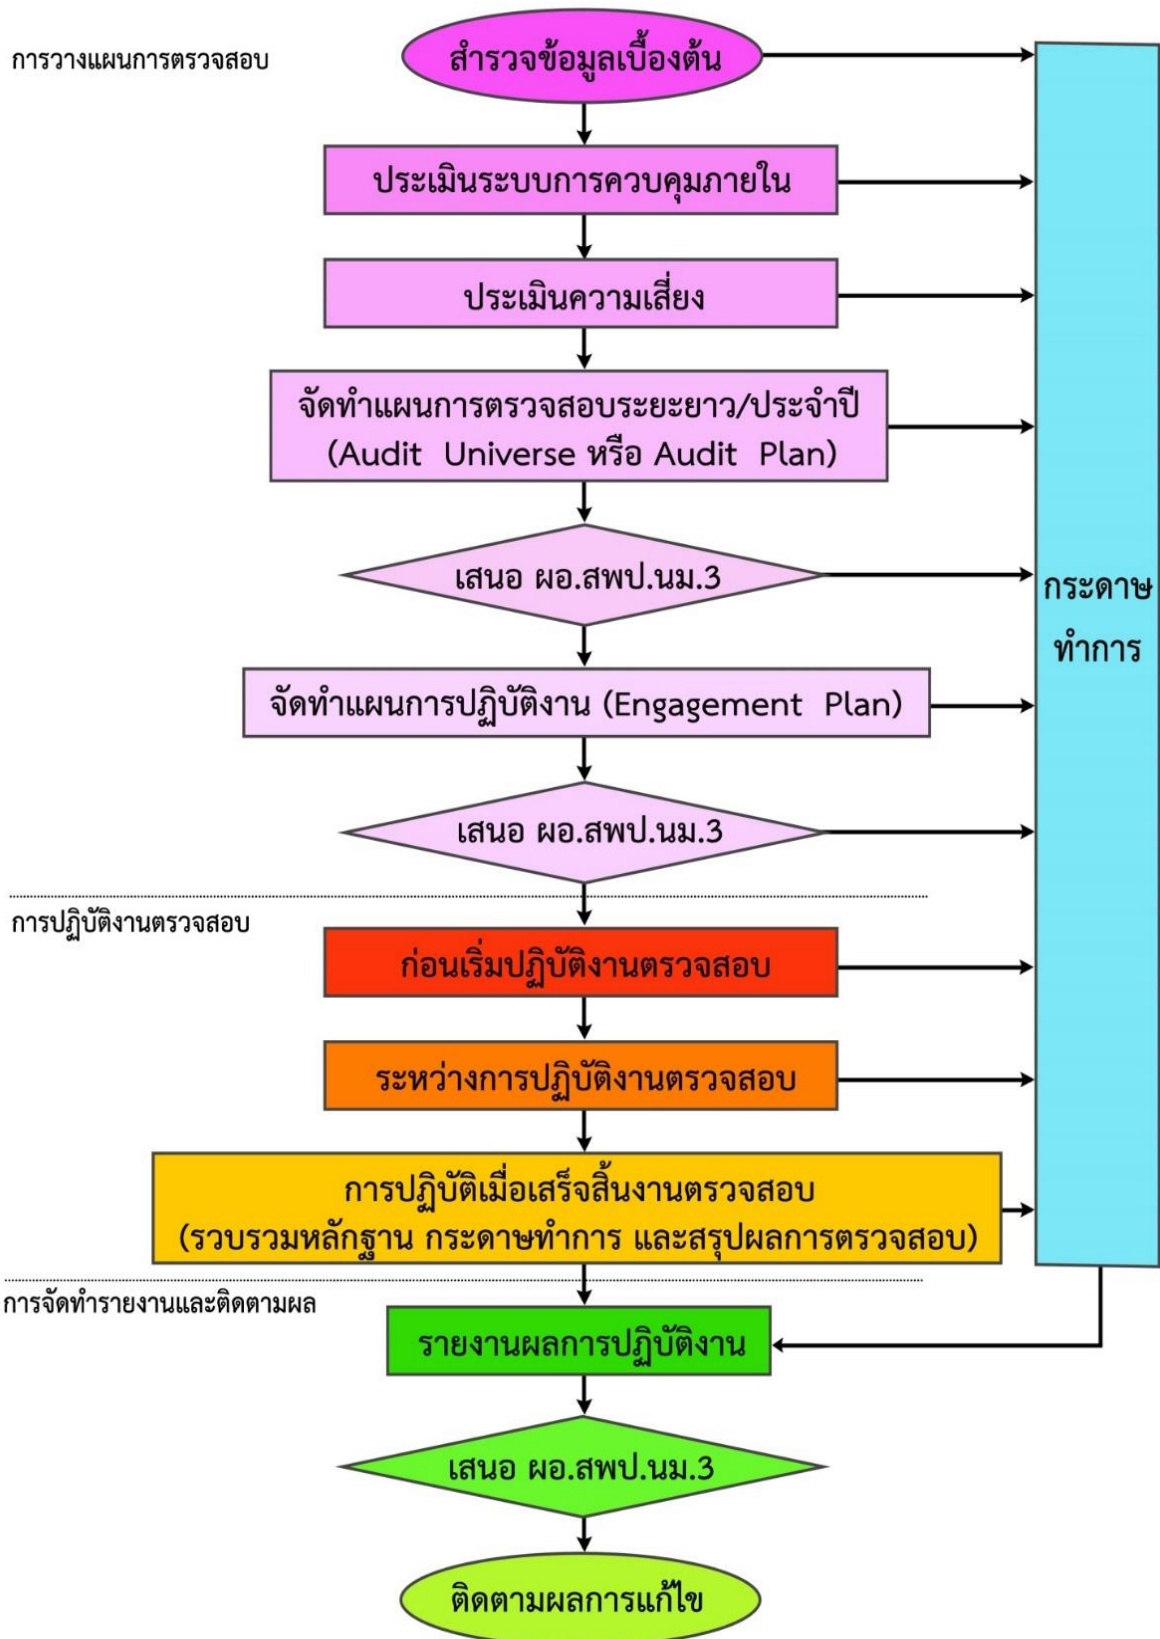 การวางแผนการตรวจสอบ
สำรวจข้อมูลเบื้องต้น
ประเมินระบบการควบคุมภายใน
ประเมินความเสี่ยง
จัดทำแผนการตรวจสอบระยะยาว/ประจำปี
(Audit Universe หรือ Audit Plan)
เสนอ ผอ.สพป.นม.3
กระดาษ
ทำการ
จัดทำแผนการปฏิบัติงาน (Engagement Plan)
เสนอ ผอ.สพป.นม.3
การปฏิบัติงานตรวจสอบ
ก่อนเริ่มปฏิบัติงานตรวจสอบ
ระหว่างการปฏิบัติงานตรวจสอบ
การปฏิบัติเมื่อเสร็จสิ้นงานตรวจสอบ
(รวบรวมหลักฐาน กระดาษทำการ และสรุปผลการตรวจสอบ)
การจัดทำรายงานและติดตามผล
รายงานผลการปฏิบัติงาน
เสนอ ผอ.สพป.นม.3
ติดตามผลการแก้ไข